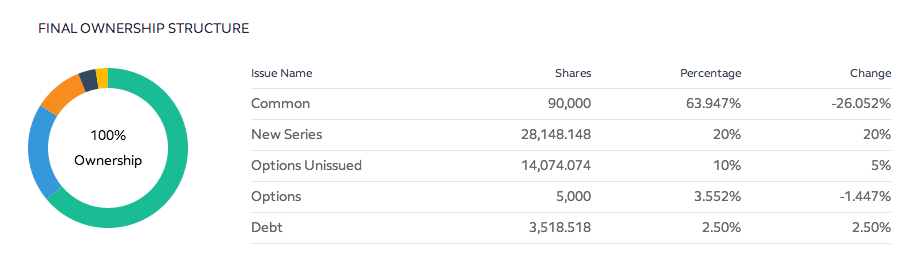 FINAL OWNERSHIP STRUCTURE
100%
Ownership
Issue Name Shares Percentage Change
Common 90,000 63.947% -26.052%
New Series 28,148.148 20% 20%
Options Unissued 14,074.074 10% 5%
Options 5,000 3.552% -1.447%
Debt 3,518.518 2.50% 2.50%